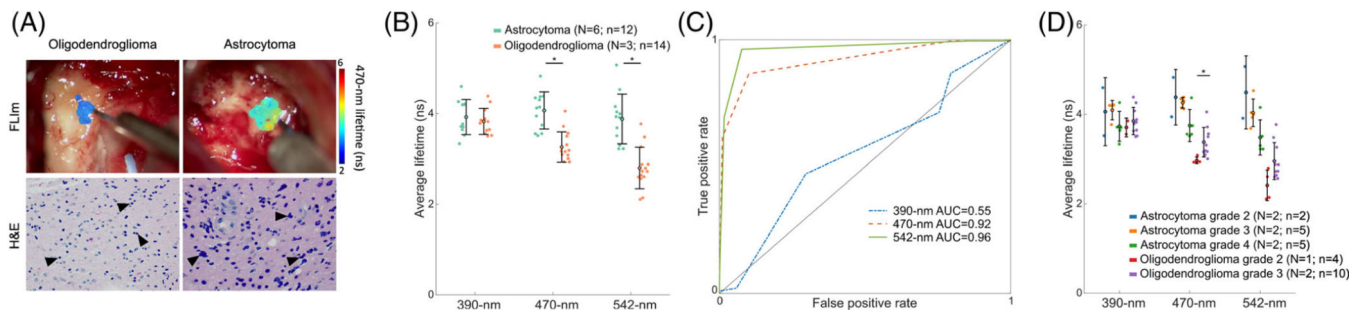 (A)
Oligodendroglioma
Astrocytoma
FLIm
H&E
6
470-nm lifetime (ns)
2
(B)
Average lifetime (ns)
6
4
2
0
Astrocytoma (N=6; n=12)
Oligodendroglioma (N=3; n=14)
*
*
390-nm
470-nm
542-nm
(C)
True positive rate
1
0
390-nm AUC=0.55
470-nm AUC=0.92
542-nm AUC=0.96
0
False positive rate
1
(D)
Average lifetime (ns)
6
4
2
0
*
Astrocytoma grade 2 (N=2; n=2)
Astrocytoma grade 3 (N=2; n=5)
Astrocytoma grade 4 (N=2; n=5)
Oligodendroglioma grade 2 (N=1; n=4)
Oligodendroglioma grade 3 (N=2; n=10)
390-nm
470-nm
542-nm